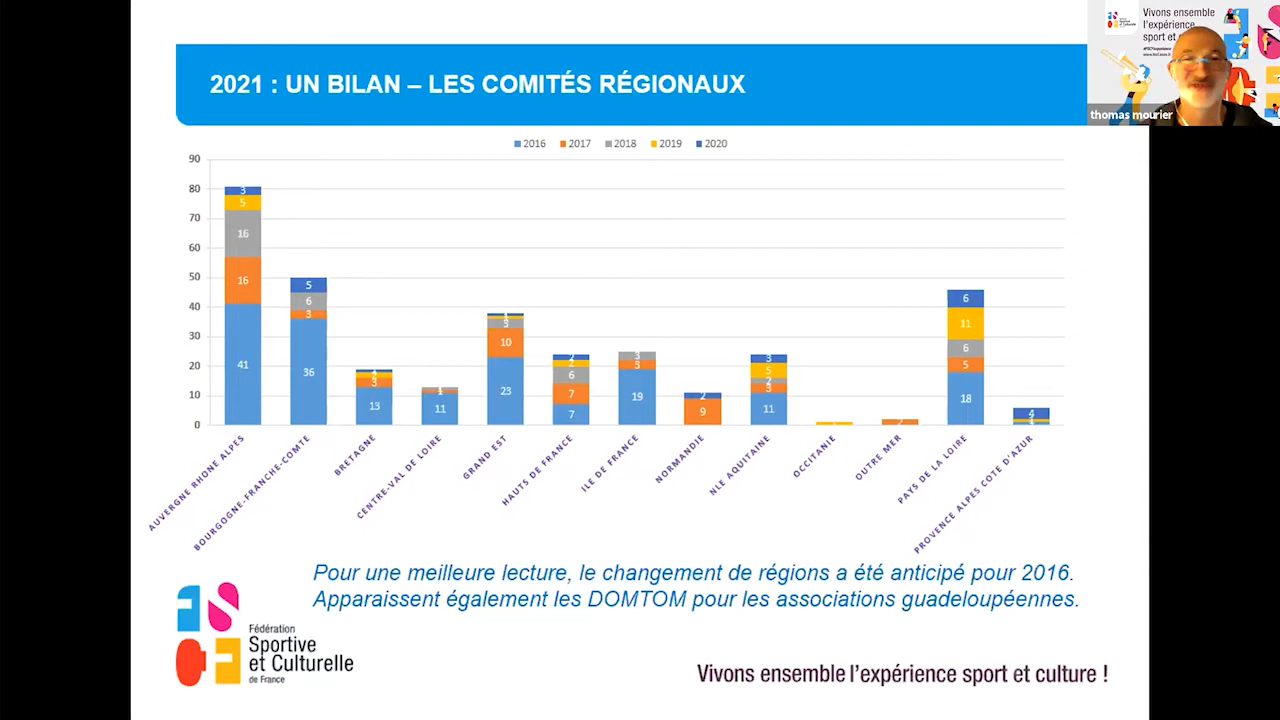 2021 : UN BILAN – LES COMITÉS RÉGIONAUX
Vivons ensemble
l'expérience
sport et
thomas mourier
2016 2017 2018 2019 2020
90
80
70
60
50
40
30
20
10
0
3
5
16
16
41
5
6
3
36
3
13
1
11
1
3
10
23
2
2
6
7
7
3
3
19
2
9
3
5
2
3
11
2
6
11
6
5
18
4
AUVERGNE RHONE ALPES
BOURGOGNE-FRANCHE-COMTE
BRETAGNE
CENTRE-VAL DE LOIRE
GRAND EST
HAUTS DE FRANCE
ILE DE FRANCE
NORMANDIE
NLE AQUITAINE
OCCITANIE
OUTRE MER
PAYS DE LA LOIRE
PROVENCE ALPES COTE D'AZUR
Pour une meilleure lecture, le changement de régions a été anticipé pour 2016.
Apparaissent également les DOMTOM pour les associations guadeloupéennes.
Fédération
Sportive
et Culturelle
de France
Vivons ensemble l'expérience sport et culture !